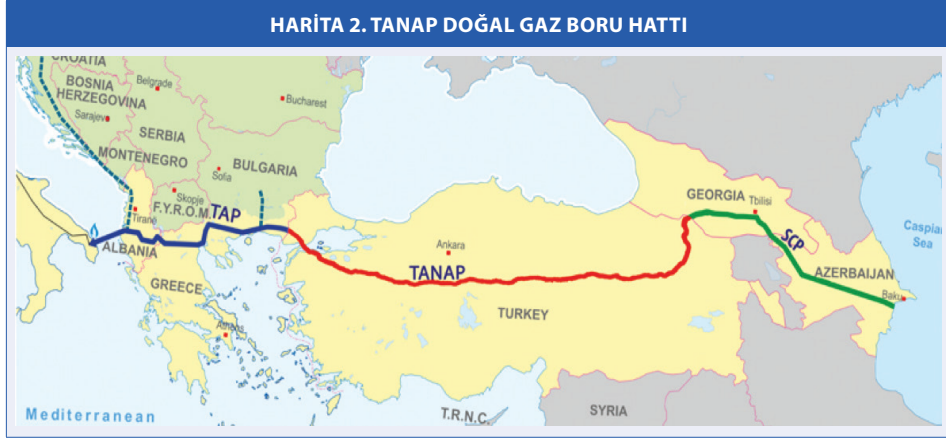 HARİTA 2. TANAP DOĞAL GAZ BORU HATTI
CROATIA
BOSNIA
HERZEGOVINA
Belgrade
Bucharest
Sarajevo
SERBIA
MONTENEGRO
BULGARIA
Sofia
Skopje
F.Y.R.O.M.
TAP
Tirane
ALBANIA
GREECE
Athens
Ankara
TANAP
TURKEY
GEORGIA
Tbilisi
SCP
AZERBAIJAN
Baku
Caspian
Sea
Mediterranean
T.R.N.C.
SYRIA